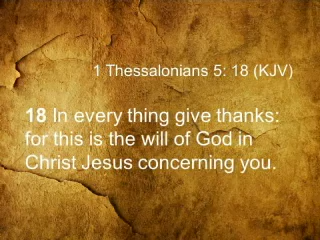 1 Thessalonians 5: 18 (KJV)
18 In every thing give thanks:
for this is the will of God in
Christ Jesus concerning you.